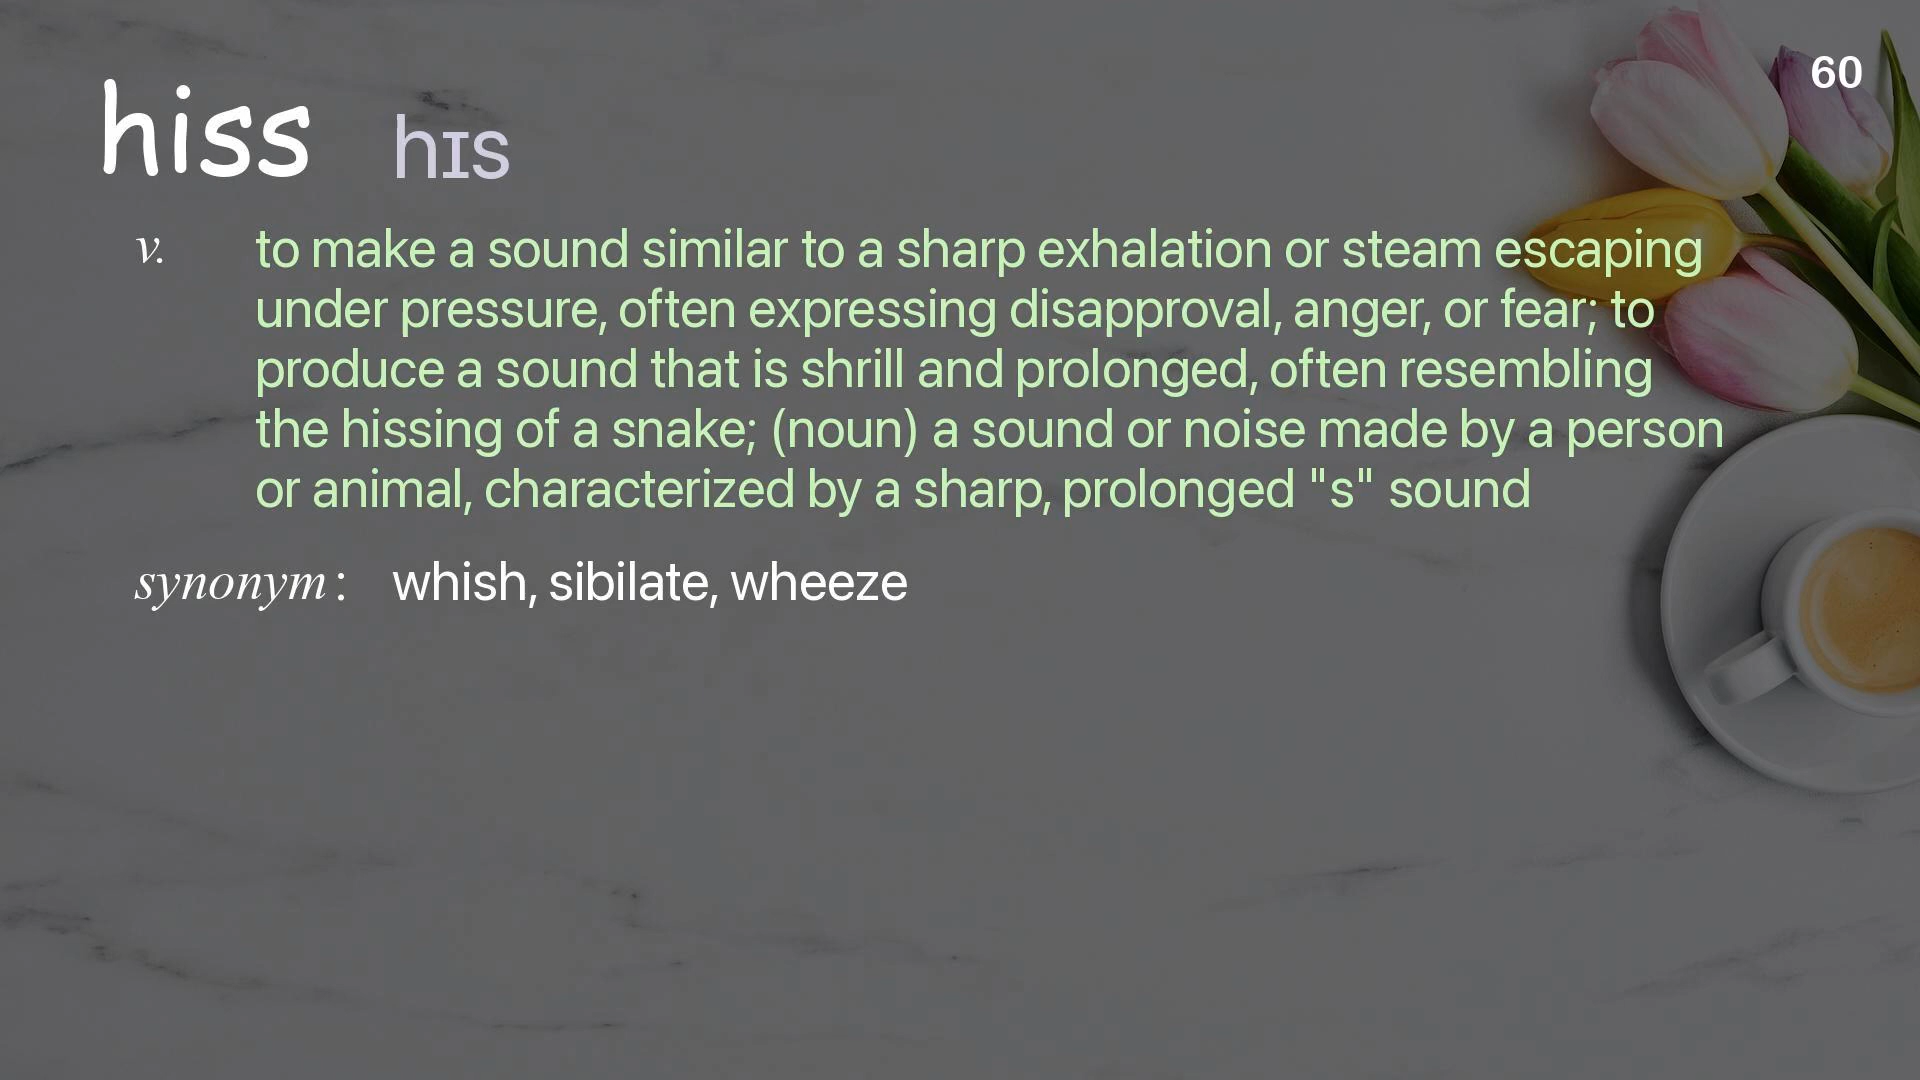 60
hiss hɪs
v. to make a sound similar to a sharp exhalation or steam escaping
under pressure, often expressing disapproval, anger, or fear; to
produce a sound that is shrill and prolonged, often resembling
the hissing of a snake; (noun) a sound or noise made by a person
or animal, characterized by a sharp, prolonged "s" sound
synonym: whish, sibilate, wheeze